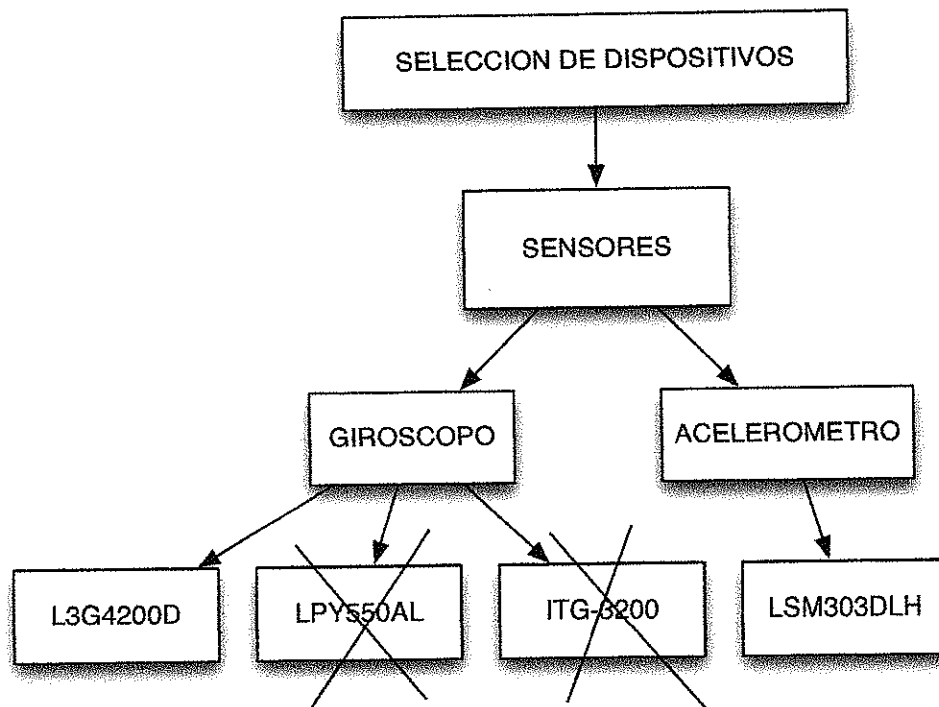 SELECCION DE DISPOSITIVOS
SENSORES
GIROSCOPO
ACELEROMETRO
L3G4200D
LPY550AL
ITG-3200
LSM303DLH